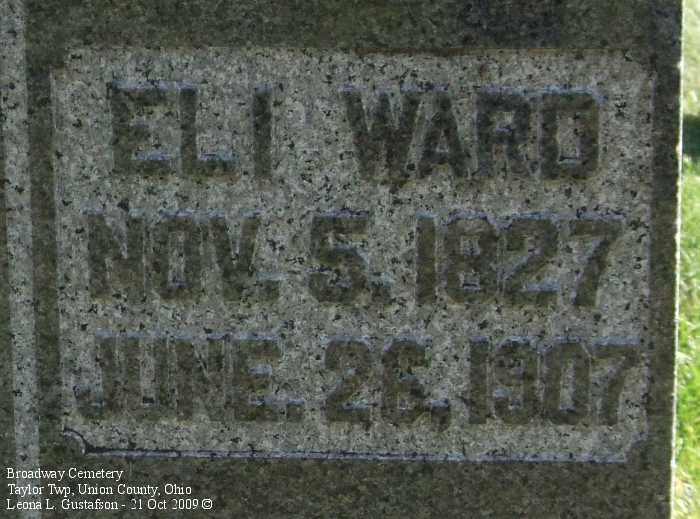 ELI WARD
NOV. 5. 1827
JUNE. 26, 1907
Broadway Cemetery
Taylor Twp, Union County, Ohio
Leona L. Gustafson - 21 Oct 2009 ©